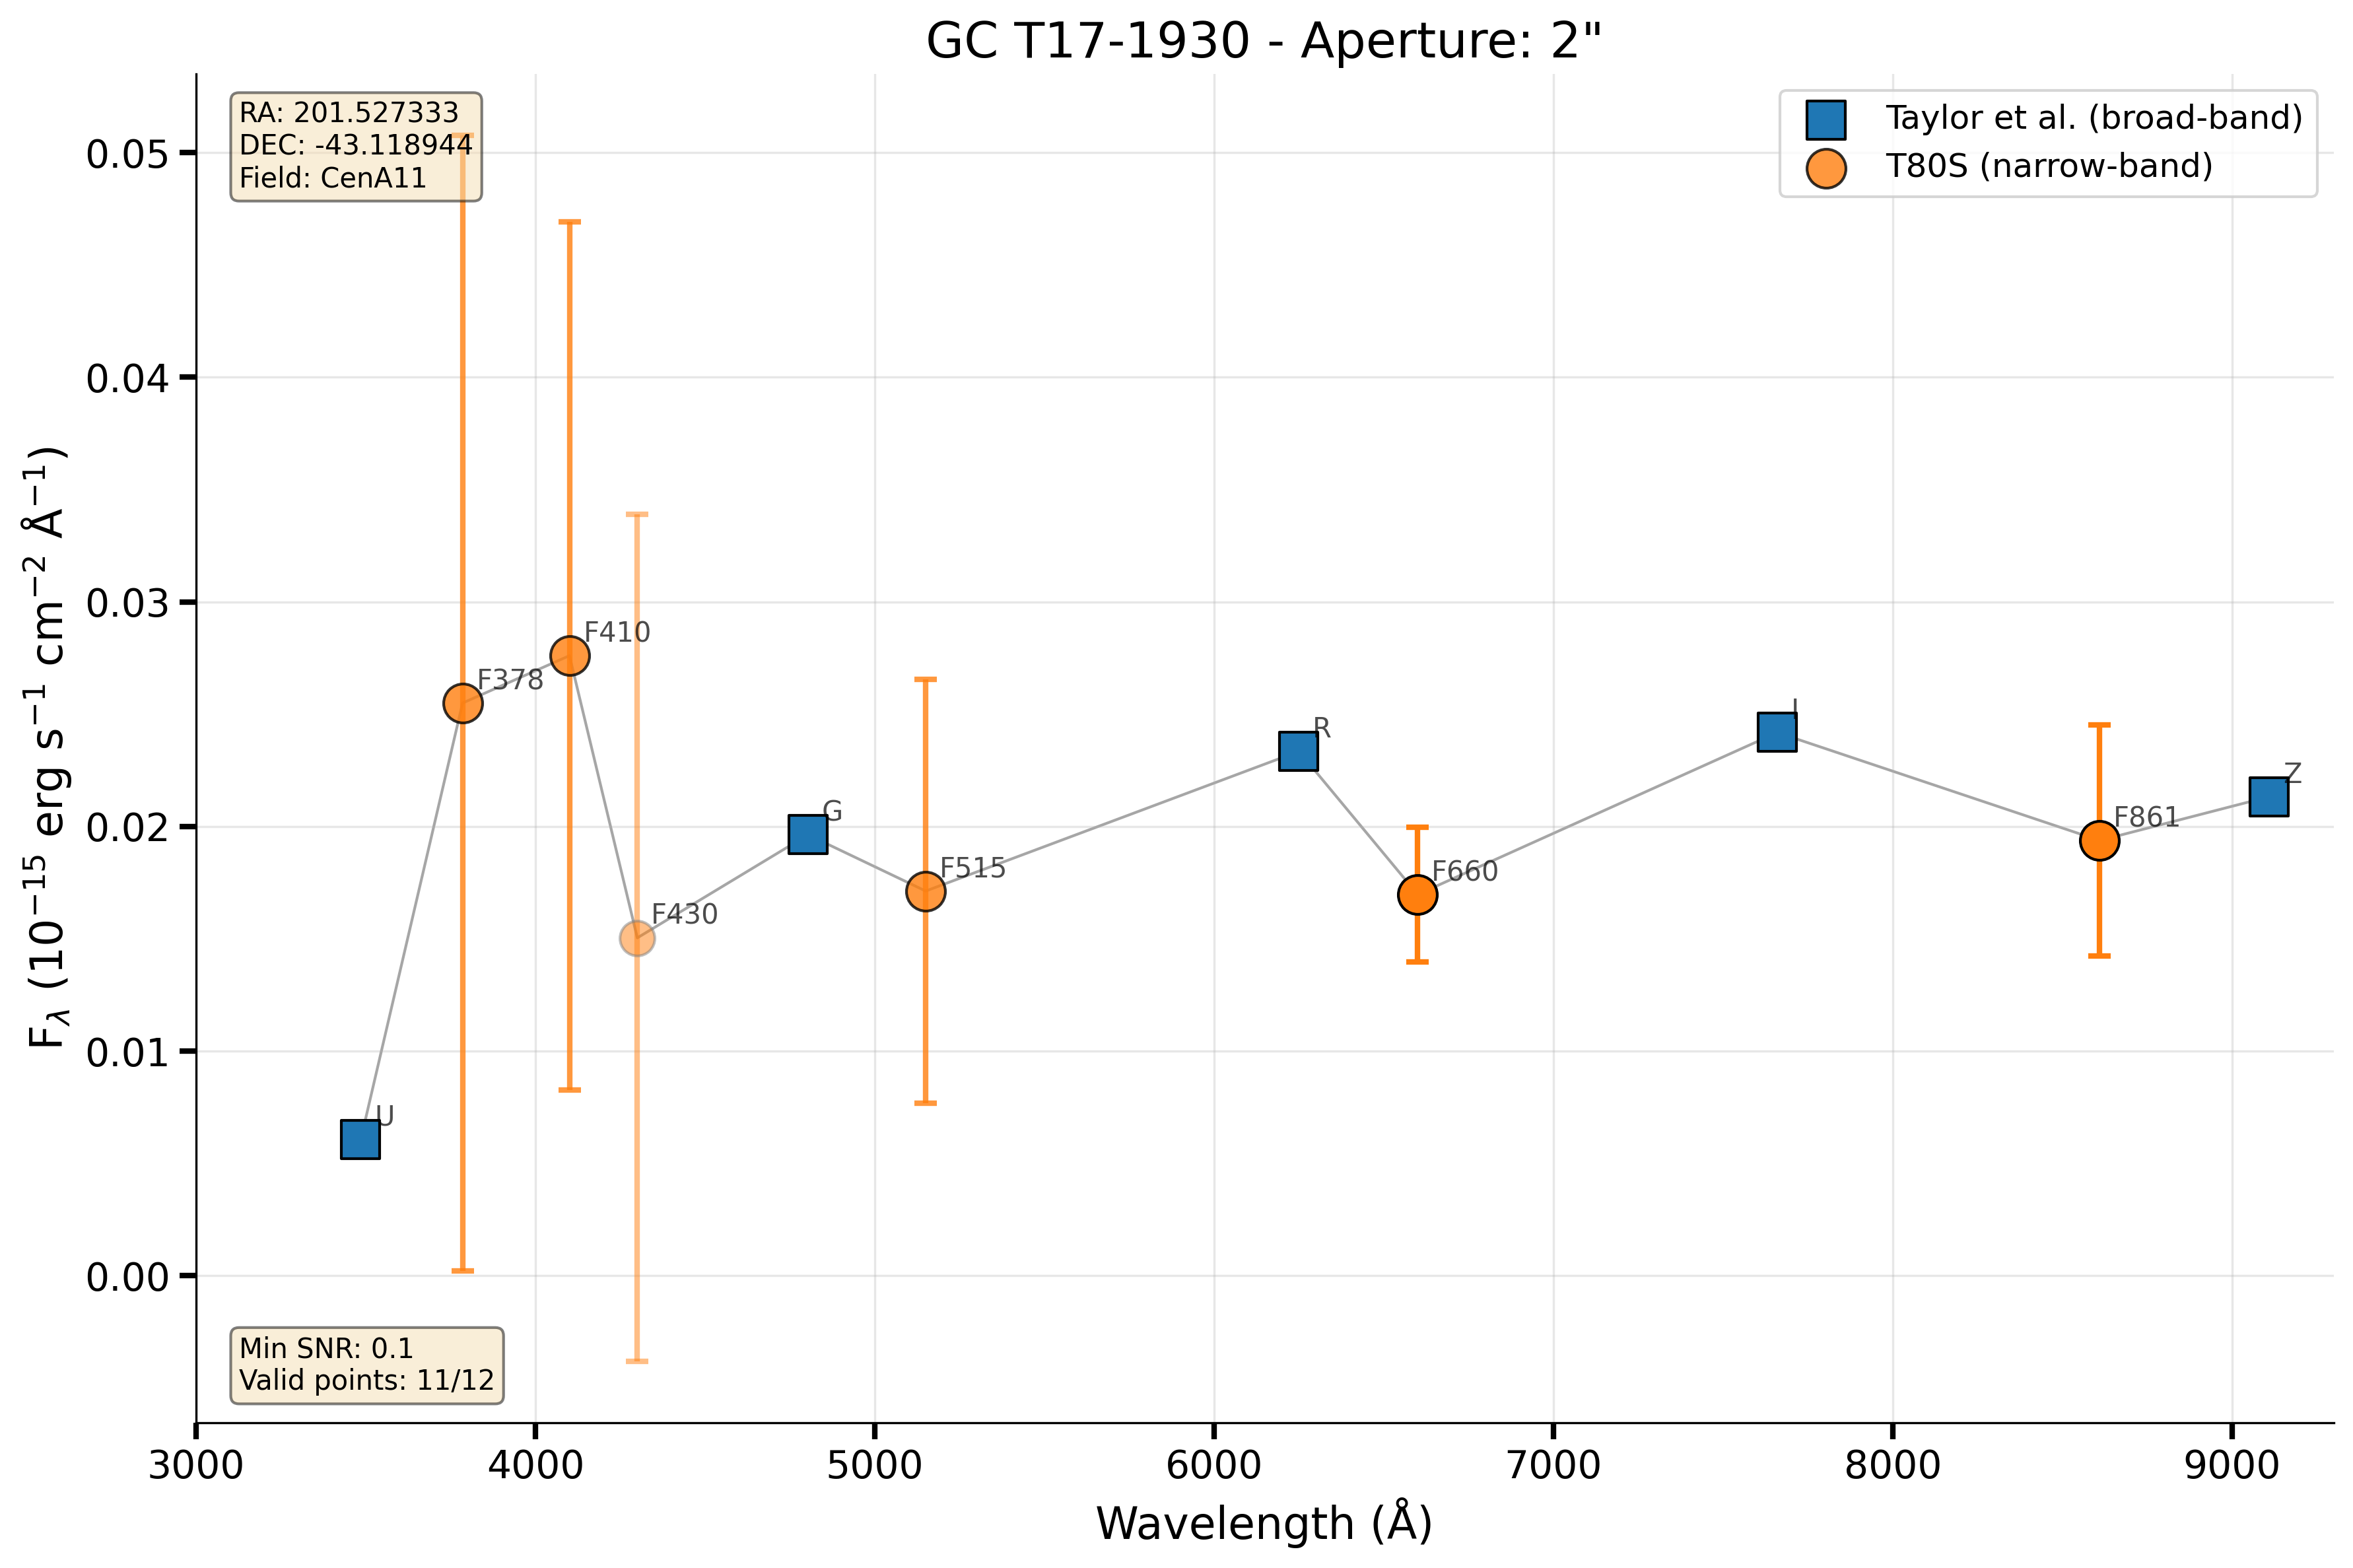 GC T17-1930 - Aperture: 2"
RA: 201.527333
DEC: -43.118944
Field: CenA11
Taylor et al. (broad-band)
T80S (narrow-band)
F_λ (10⁻¹⁵ erg s⁻¹ cm⁻² Å⁻¹)
0.05
0.04
0.03
0.02
0.01
0.00
U
F378
F410
F430
G
F515
R
F660
I
F861
Z
Min SNR: 0.1
Valid points: 11/12
3000 4000 5000 6000 7000 8000 9000
Wavelength (Å)